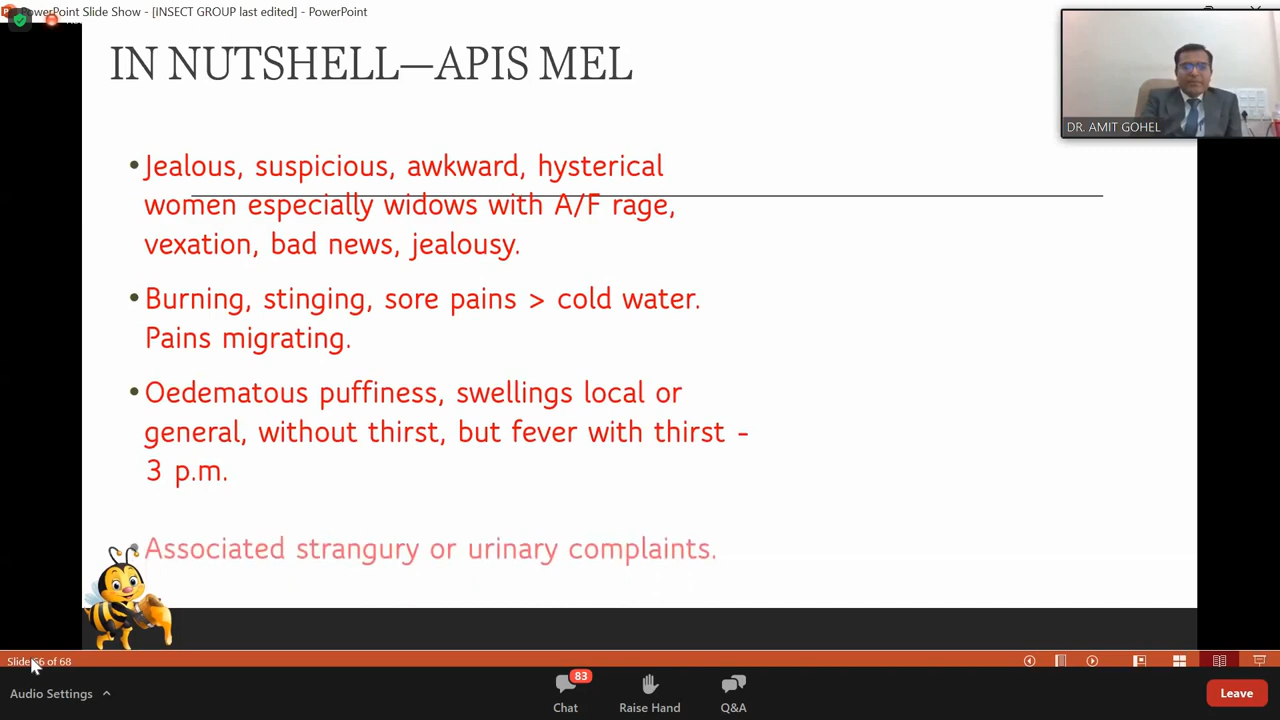 PowerPoint Slide Show - [INSECT GROUP last edited] - PowerPoint
IN NUTSHELL—APIS MEL
DR. AMIT GOHEL
•Jealous, suspicious, awkward, hysterical
women especially widows with A/F rage,
vexation, bad news, jealousy.
•Burning, stinging, sore pains > cold water.
Pains migrating.
•Oedematous puffiness, swellings local or
general, without thirst, but fever with thirst -
3 p.m.
•Associated strangury or urinary complaints.
Slide 66 of 68
Audio Settings
83
Chat
Raise Hand
Q&A
Leave